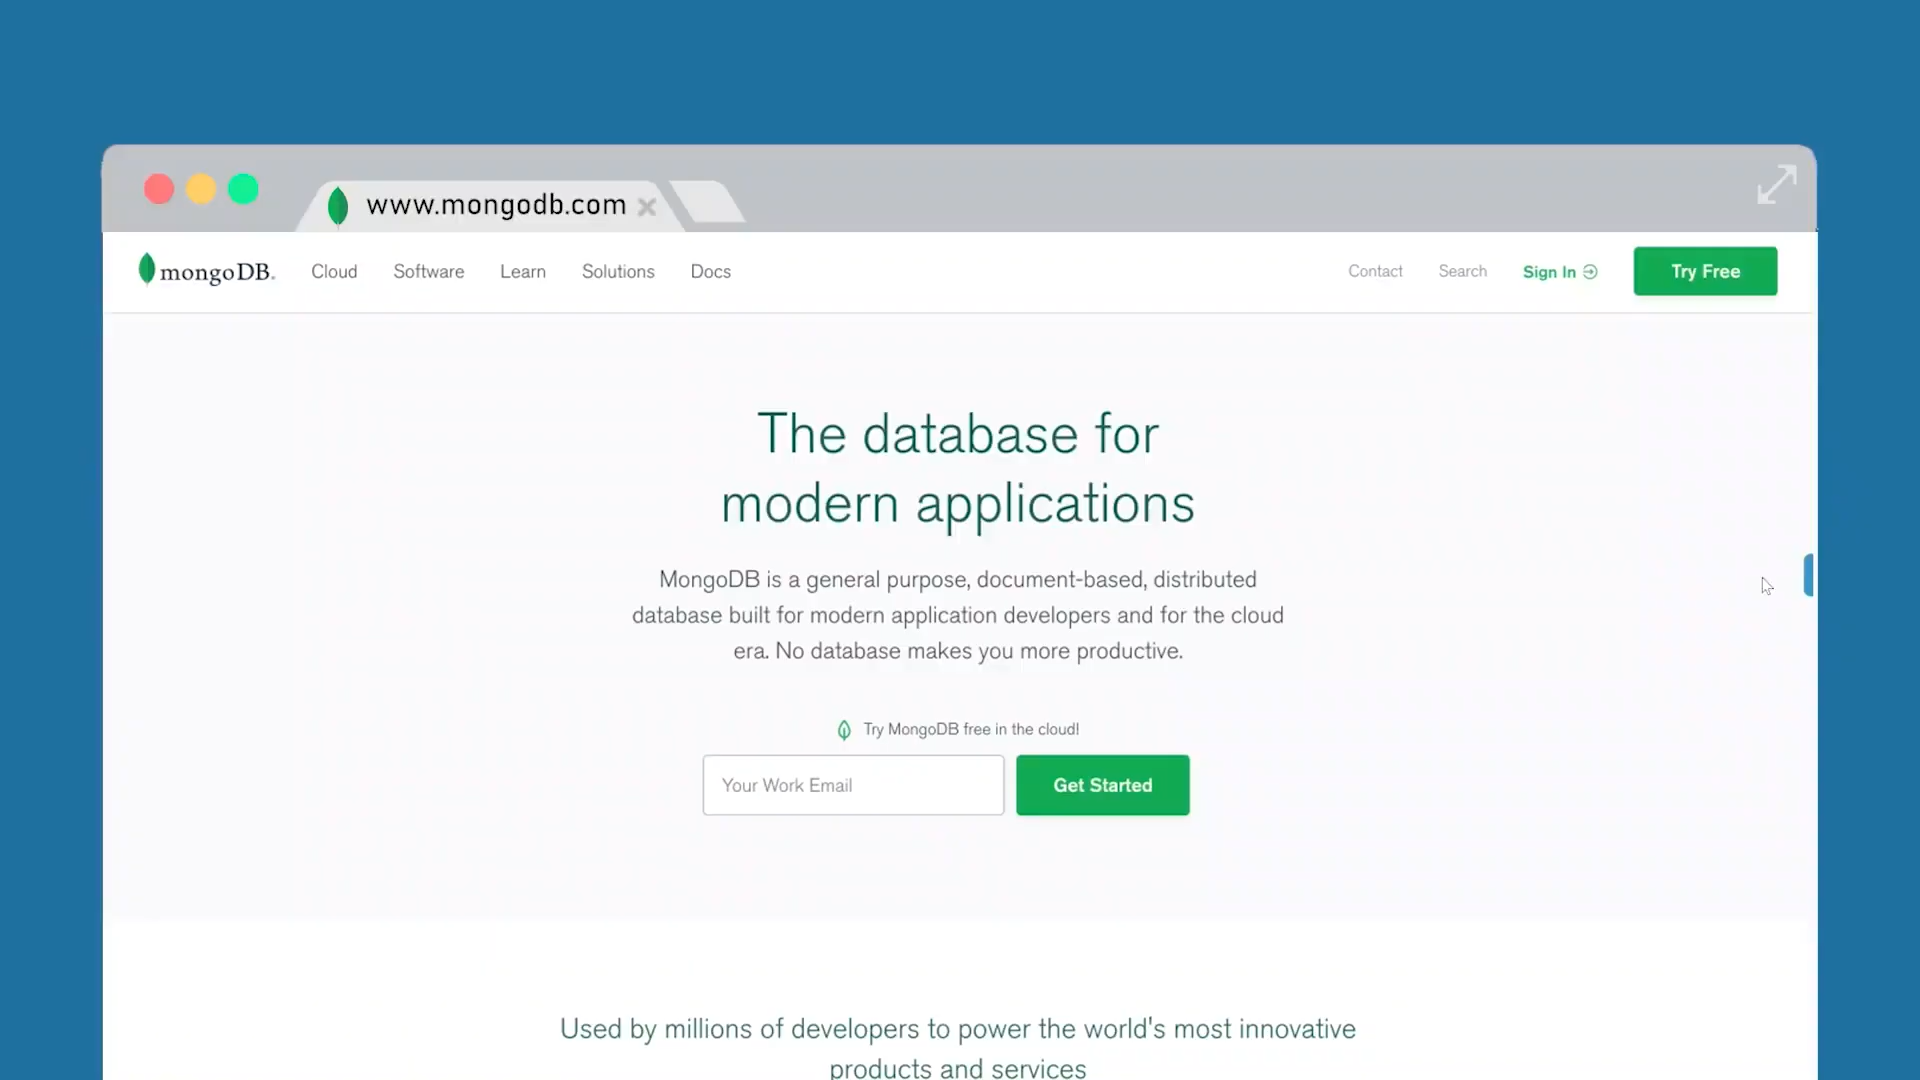 www.mongodb.com
mongoDB. Cloud Software Learn Solutions Docs Contact Search Sign In Try Free
The database for
modern applications
MongoDB is a general purpose, document-based, distributed
database built for modern application developers and for the cloud
era. No database makes you more productive.
Try MongoDB free in the cloud!
Your Work Email Get Started
Used by millions of developers to power the world's most innovative
products and services